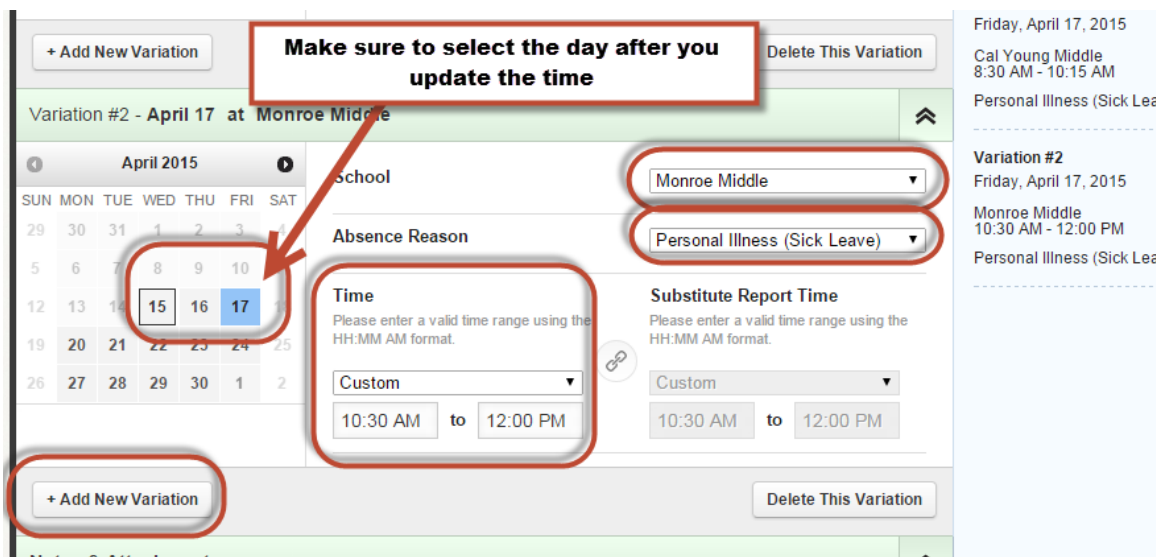 + Add New Variation
Make sure to select the day after you
update the time
Delete This Variation
Variation #2 - April 17 at Monroe Middle
April 2015
SUN MON TUE WED THU FRI SAT
29 30 31 1 2 3 4
5 6 7 8 9 10
12 13 14 15 16 17
19 20 21 22 23 24 25
26 27 28 29 30 1 2
School
Monroe Middle
Absence Reason
Personal Illness (Sick Leave)
Time
Please enter a valid time range using the
HH:MM AM format.
Custom
10:30 AM to 12:00 PM
Substitute Report Time
Please enter a valid time range using the
HH:MM AM format.
Custom
10:30 AM to 12:00 PM
+ Add New Variation
Delete This Variation
Friday, April 17, 2015
Cal Young Middle
8:30 AM - 10:15 AM
Personal Illness (Sick Lea
Variation #2
Friday, April 17, 2015
Monroe Middle
10:30 AM - 12:00 PM
Personal Illness (Sick Lea